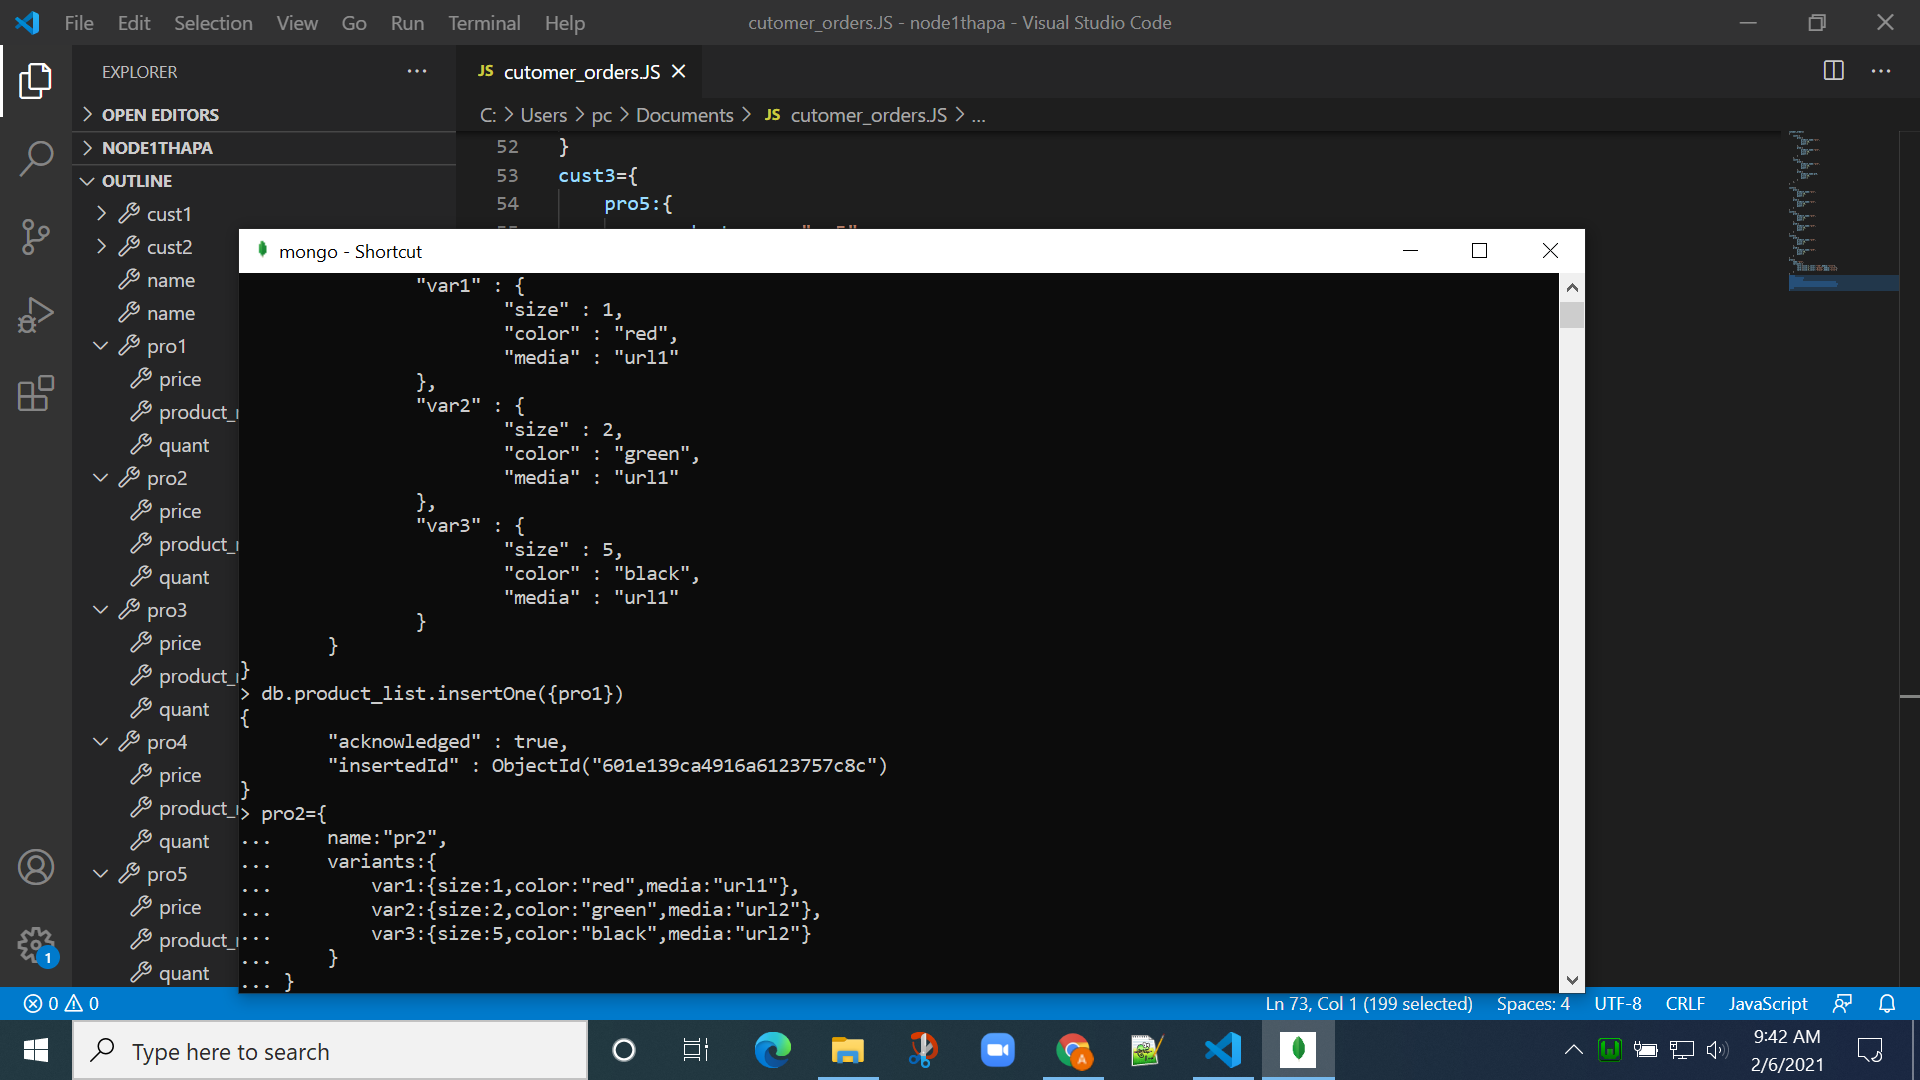 File Edit Selection View Go Run Terminal Help
cutomer_orders.JS - node1thapa - Visual Studio Code
EXPLORER
JS cutomer_orders.JS
OPEN EDITORS
C: > Users > pc > Documents > JS cutomer_orders.JS > ...
NODE1THAPA
OUTLINE
cust1
cust2
name
name
pro1
price
product_
quant
pro2
price
product_
quant
pro3
price
product_
quant
pro4
price
product_
quant
pro5
price
product_
quant
52 }
53 cust3={
54 pro5:{
mongo - Shortcut
"var1" : {
"size" : 1,
"color" : "red",
"media" : "url1"
},
"var2" : {
"size" : 2,
"color" : "green",
"media" : "url1"
},
"var3" : {
"size" : 5,
"color" : "black",
"media" : "url1"
}
}
}
> db.product_list.insertOne({pro1})
{
"acknowledged" : true,
"insertedId" : ObjectId("601e139ca4916a6123757c8c")
}
> pro2={
... name:"pr2",
... variants:{
... var1:{size:1,color:"red",media:"url1"},
... var2:{size:2,color:"green",media:"url2"},
... var3:{size:5,color:"black",media:"url2"}
... }
... }
1
0 0
Ln 73, Col 1 (199 selected) Spaces: 4 UTF-8 CRLF JavaScript
Type here to search
A
9:42 AM
2/6/2021